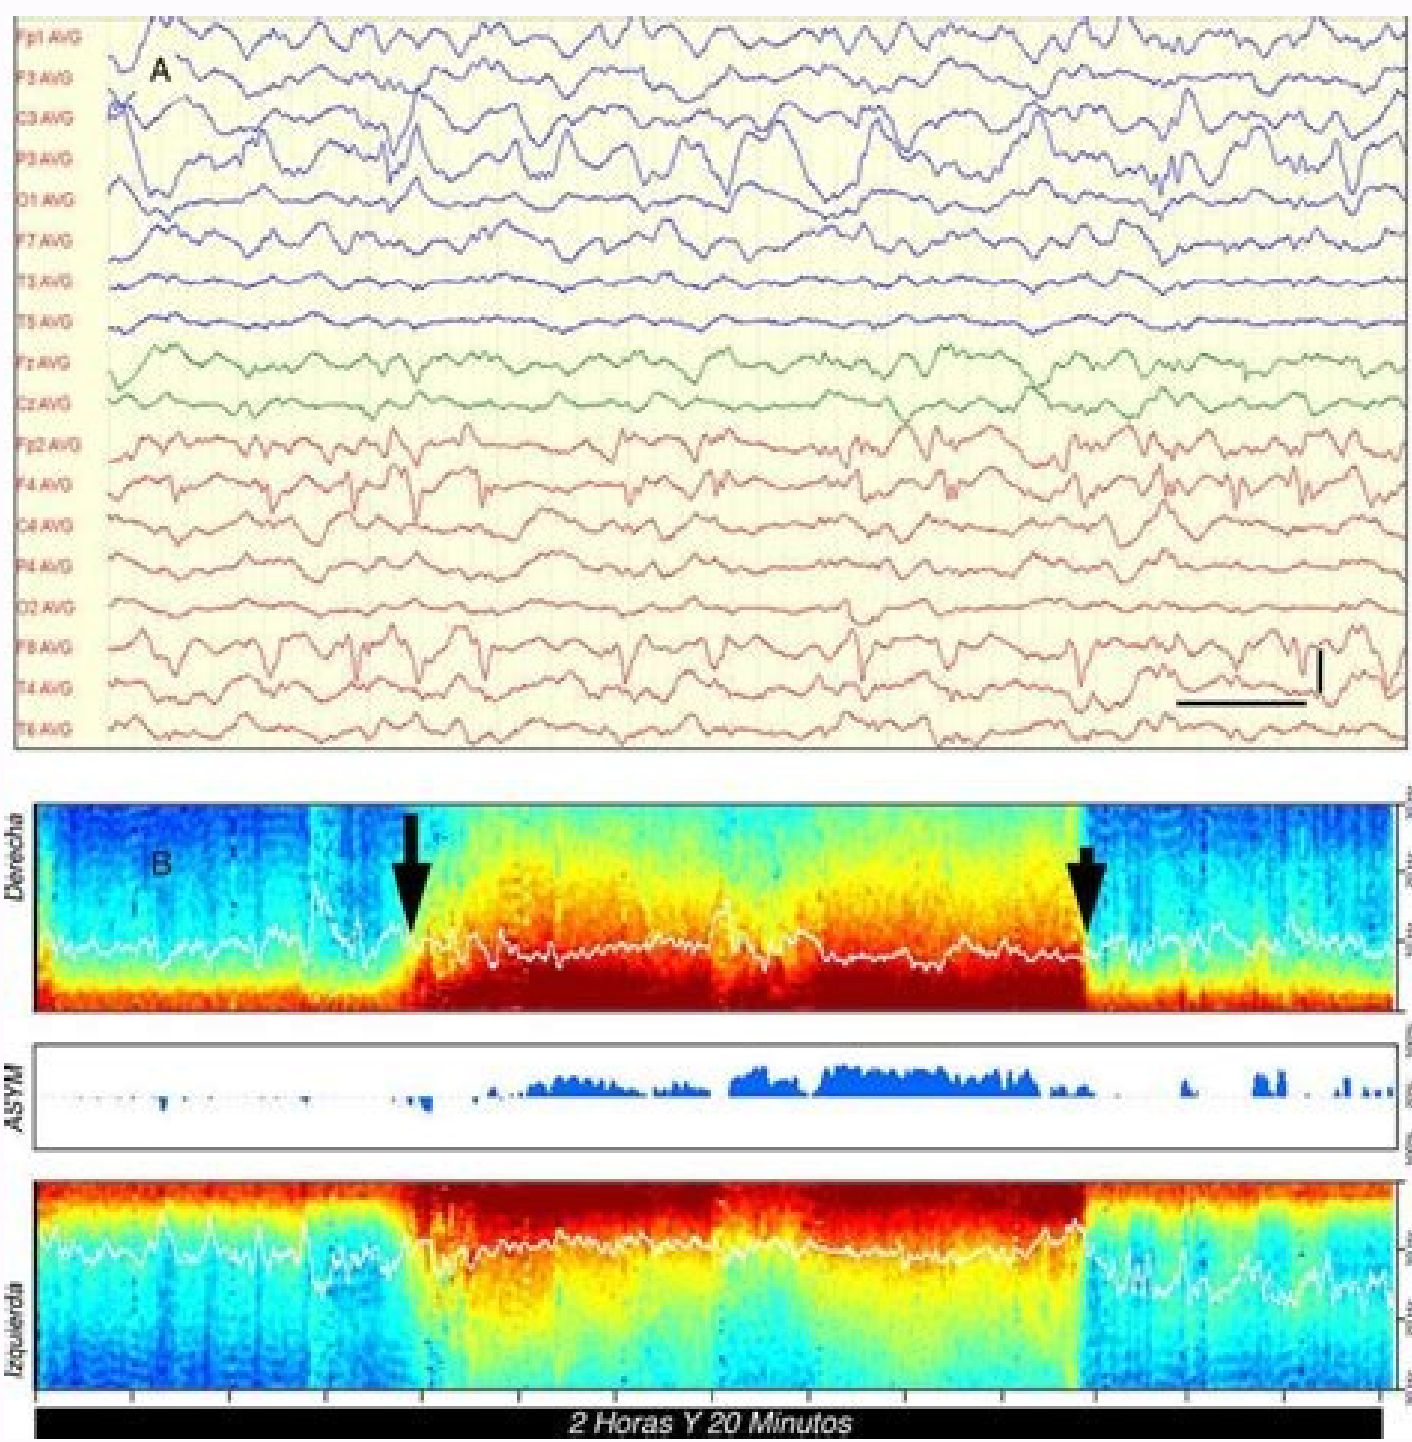 Fp1 AVG
A
F3 AVG
C3 AVG
P3 AVG
O1 AVG
F7 AVG
T3 AVG
T5 AVG
Fz AVG
Cz AVG
Fp2 AVG
F4 AVG
C4 AVG
P4 AVG
O2 AVG
F8 AVG
T4 AVG
T6 AVG
Derecha
B
ASYM
Izquierda
2 Horas Y 20 Minutos